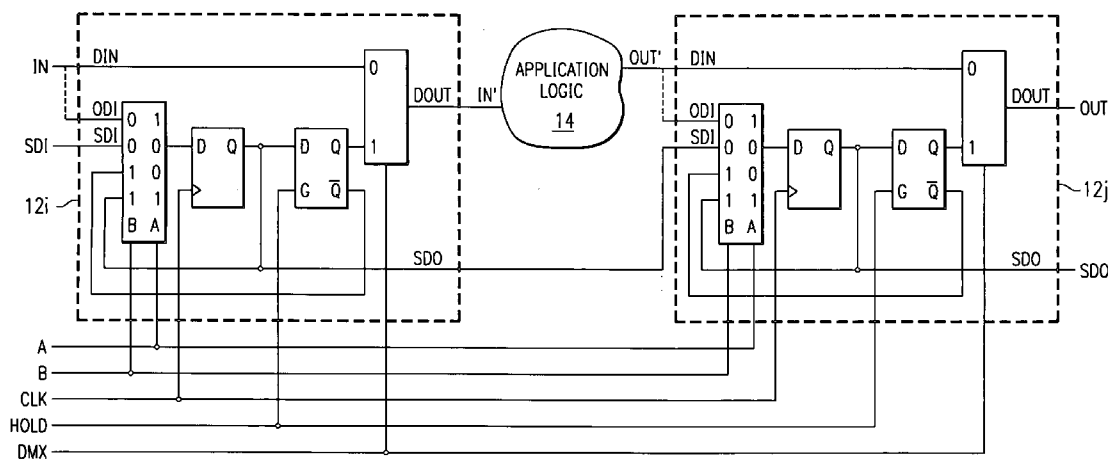 IN DIN 0 DOUT IN' APPLICATION LOGIC 14 OUT' DIN 0 DOUT OUT
ODI 0 1
SDI SDI 0 0 D Q D Q 1
1 0 G Q̅
1 1
B A
12i
SDO
ODI 0 1
SDI 0 0 D Q D Q 1
1 0 G Q̅
1 1
B A
12j
SDO SDO
A
B
CLK
HOLD
DMX